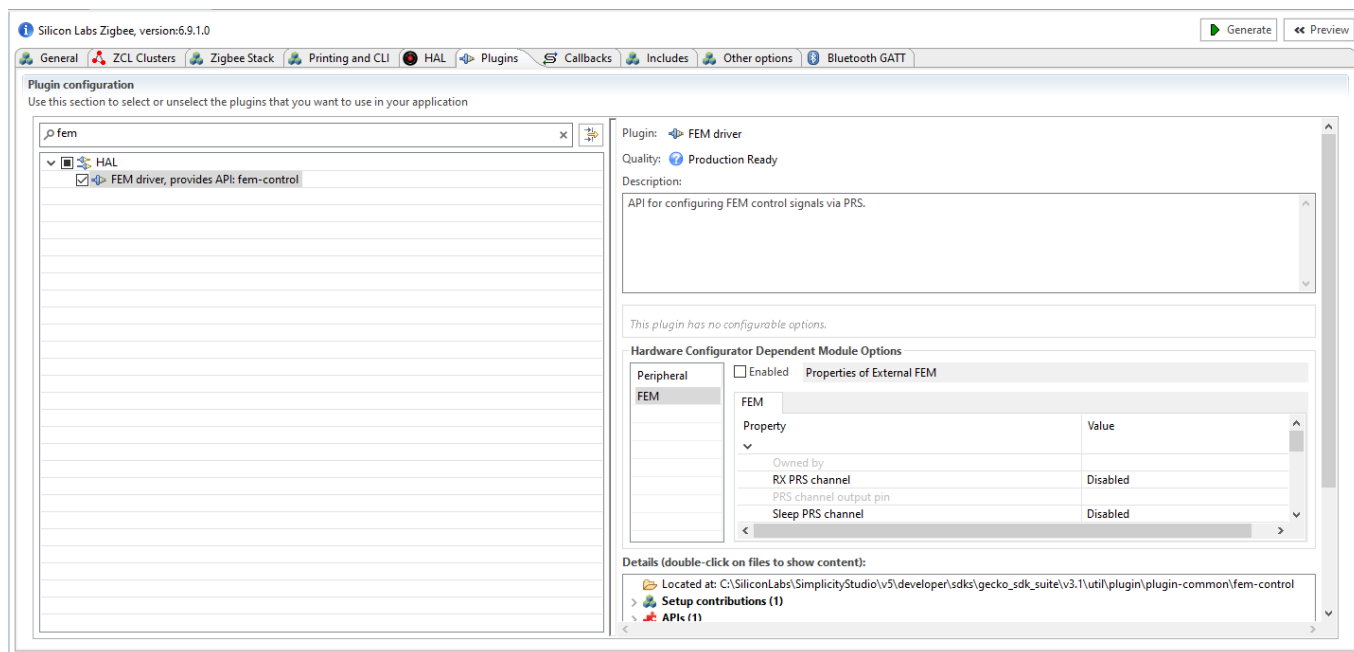 Silicon Labs Zigbee, version:6.9.1.0
Generate
Preview
General ZCL Clusters Zigbee Stack Printing and CLI HAL Plugins Callbacks Includes Other options Bluetooth GATT
Plugin configuration
Use this section to select or unselect the plugins that you want to use in your application
fem
HAL
FEM driver, provides API: fem-control
Plugin: FEM driver
Quality: Production Ready
Description:
API for configuring FEM control signals via PRS.
This plugin has no configurable options.
Hardware Configurator Dependent Module Options
Peripheral
FEM
Enabled Properties of External FEM
FEM
Property Value
Owned by
RX PRS channel Disabled
PRS channel output pin
Sleep PRS channel Disabled
Details (double-click on files to show content):
Located at: C:\SiliconLabs\SimplicityStudio\v5\developer\sdks\gecko_sdk_suite\v3.1\util\plugin\plugin-common\fem-control
Setup contributions (1)
APIs (1)